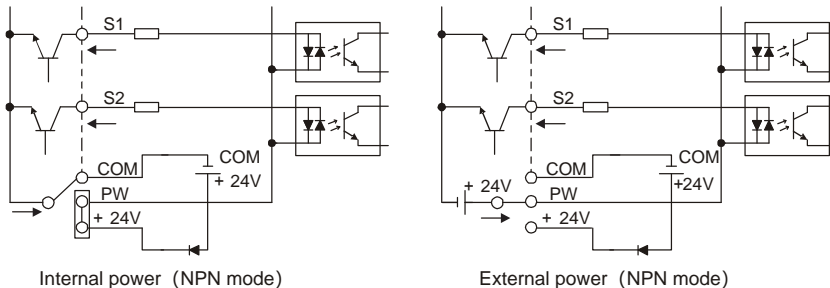 S1
S2
COM
COM
+ 24V
PW
+ 24V
Internal power (NPN mode)
S1
S2
COM
COM
+24V
+ 24V
PW
+ 24V
External power (NPN mode)